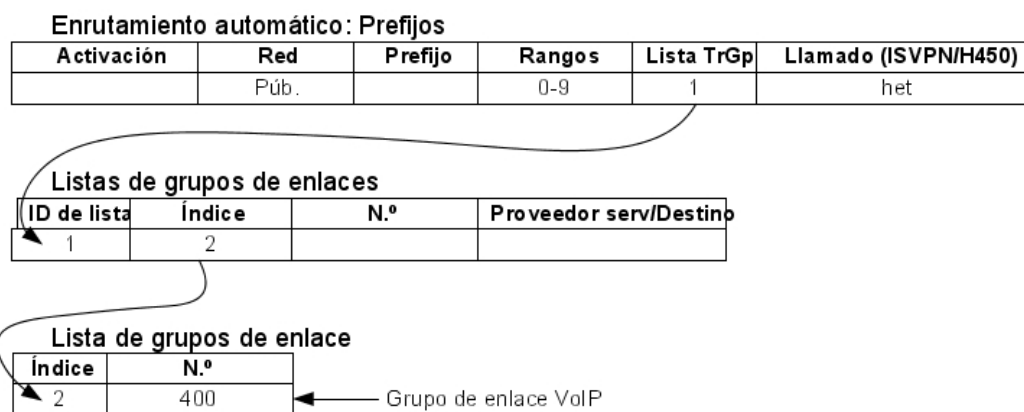 Enrutamiento automático: Prefijos
Activación Red Prefijo Rangos Lista TrGp Llamado (ISVPN/H450)
Púb. 0-9 1 het
Listas de grupos de enlaces
ID de lista Índice N.º Proveedor serv/Destino
1 2
Lista de grupos de enlace
Índice N.º
2 400 Grupo de enlace VoIP